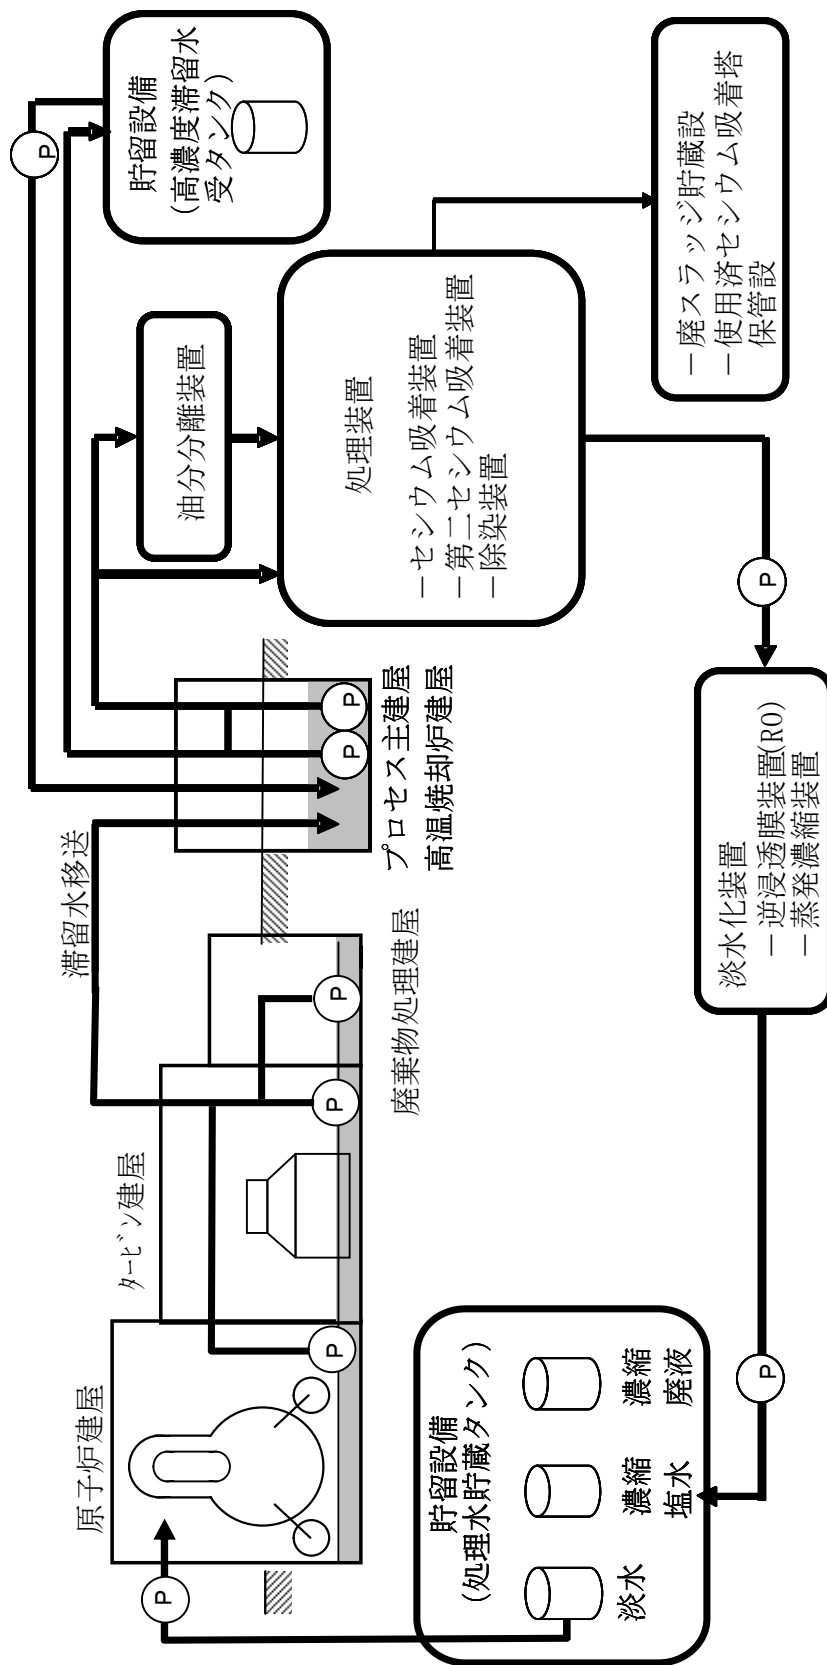 原子炉建屋
ﾀｰﾋﾞﾝ建屋
滞留水移送
廃棄物処理建屋
プロセス主建屋
高温焼却炉建屋
油分分離装置
貯留設備
(高濃度滞留水
受タンク)
処理装置
－セシウム吸着装置
－第二セシウム吸着装置
－除染装置
－廃スラッジ貯蔵設
－使用済セシウム吸着塔
保管設
淡水化装置
－逆浸透膜装置(RO)
－蒸発濃縮装置
貯留設備
(処理水貯蔵タンク)
淡水
濃縮
塩水
濃縮
廃液
P
P
P
P
P
P
P
P
P